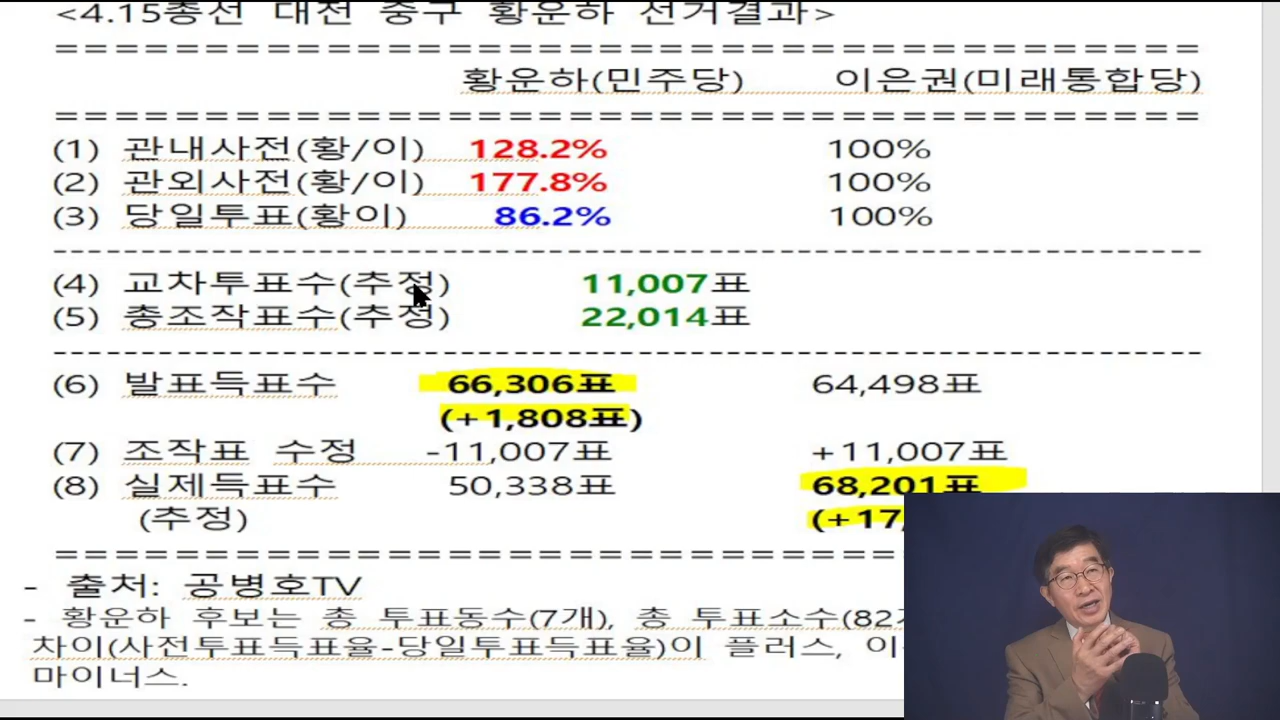 <4.15총선 대전 중구 황운하 선거결과>
==================================
황운하(민주당) 이은권(미래통합당)
==================================
(1) 관내사전(황/이) 128.2% 100%
(2) 관외사전(황/이) 177.8% 100%
(3) 당일투표(황이) 86.2% 100%
(4) 교차투표수(추정) 11,007표
(5) 총조작표수(추정) 22,014표
(6) 발표득표수 66,306표 64,498표
(+1,808표)
(7) 조작표 수정 -11,007표 +11,007표
(8) 실제득표수 50,338표 68,201표
(추정) (+17,
- 출처: 공병호TV
- 황운하 후보는 총 투표동수(7개), 총 투표소수(82
차이(사전투표득표율-당일투표득표율)이 플러스, 이
마이너스.